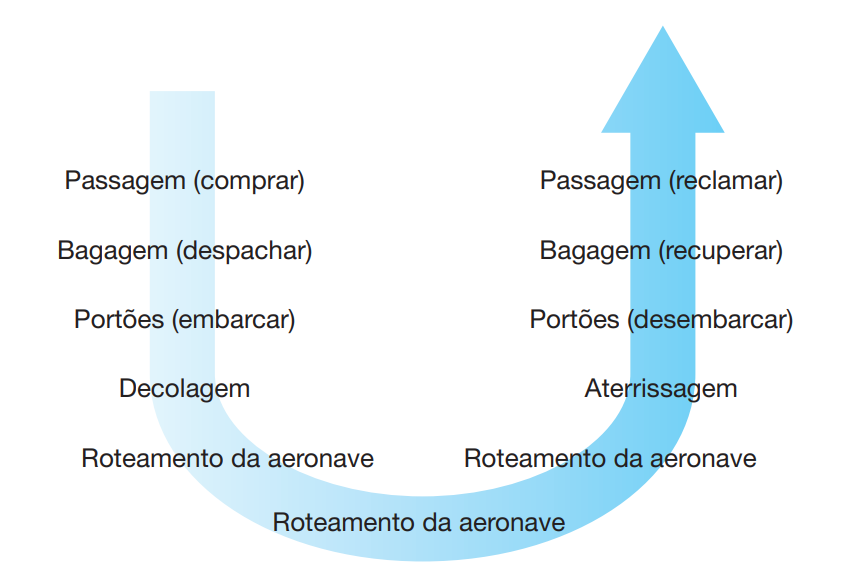 Passagem (comprar)
Bagagem (despachar)
Portões (embarcar)
Decolagem
Roteamento da aeronave
Roteamento da aeronave
Roteamento da aeronave
Aterrissagem
Portões (desembarcar)
Bagagem (recuperar)
Passagem (reclamar)